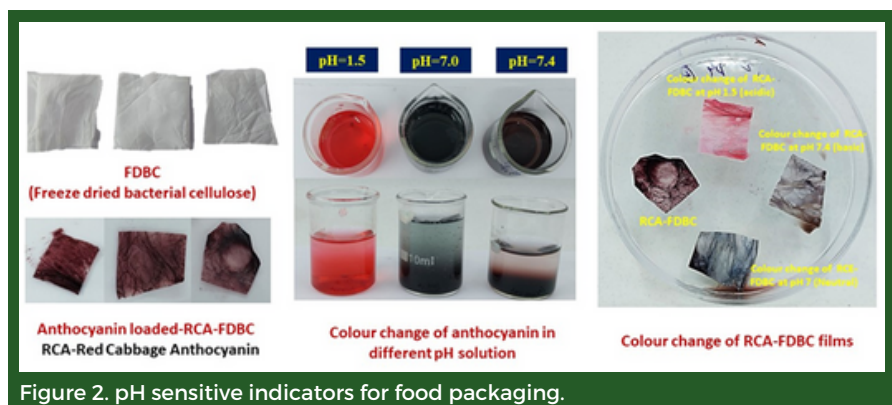 FDBC
(Freeze dried bacterial cellulose)
Anthocyanin loaded-RCA-FDBC
RCA-Red Cabbage Anthocyanin
pH=1.5
pH=7.0
pH=7.4
10ml
Colour change of anthocyanin in
different pH solution
Colour change of RCA-
FDBC at pH 1.5 (acidic)
Colour change of RCA-
FDBC at pH 7.4 (basic)
RCA-FDBC
Colour change of RCA-
FDBC at pH 7 (Neutral)
Colour change of RCA-FDBC films
Figure 2. pH sensitive indicators for food packaging.